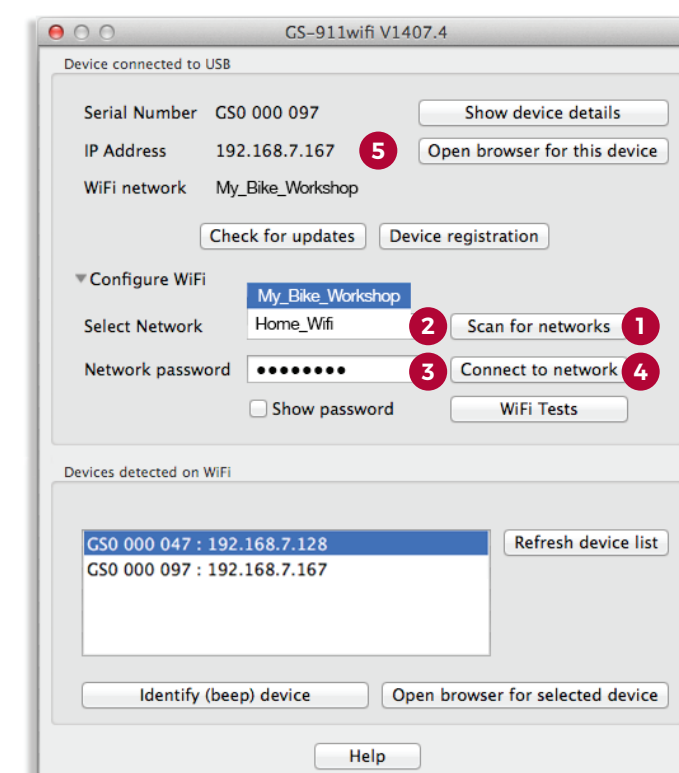 GS-911wifi V1407.4
Device connected to USB
Serial Number GS0 000 097 Show device details
IP Address 192.168.7.167 5 Open browser for this device
WiFi network My_Bike_Workshop
Check for updates Device registration
Configure WiFi
My_Bike_Workshop
Select Network Home_Wifi 2 Scan for networks 1
Network password ●●●●●●●● 3 Connect to network 4
Show password WiFi Tests
Devices detected on WiFi
GS0 000 047 : 192.168.7.128 Refresh device list
GS0 000 097 : 192.168.7.167
Identify (beep) device Open browser for selected device
Help